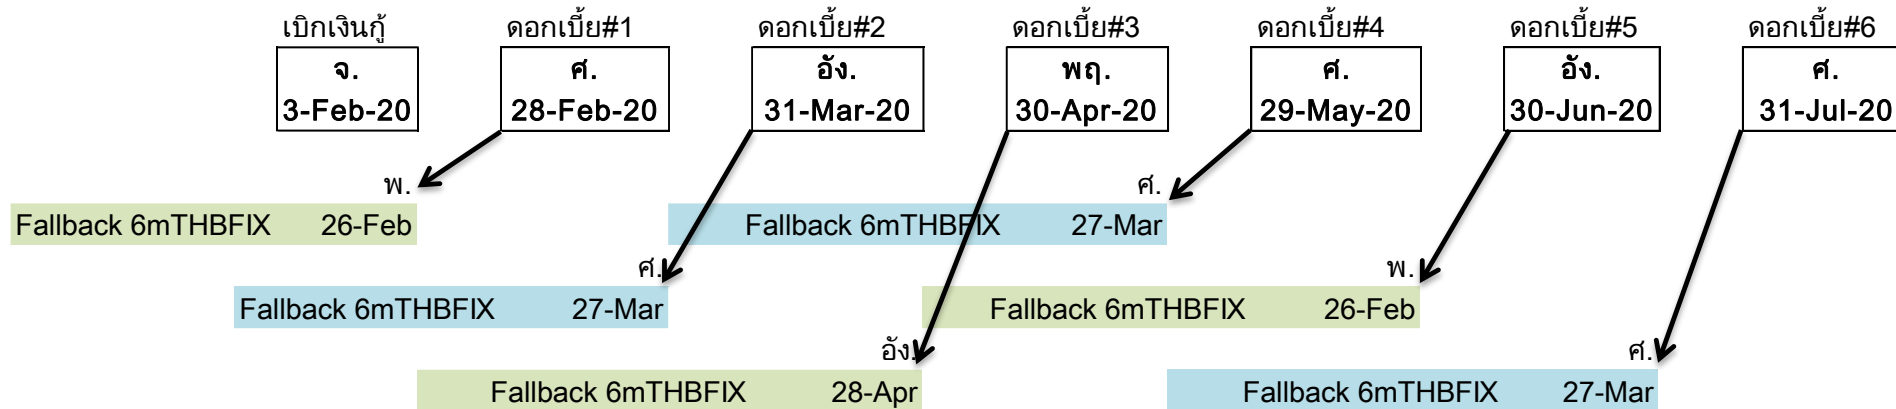 เบิกเงินกู้ ดอกเบี้ย#1 ดอกเบี้ย#2 ดอกเบี้ย#3 ดอกเบี้ย#4 ดอกเบี้ย#5 ดอกเบี้ย#6
จ. ศ. อัง. พฤ. ศ. อัง. ศ.
3-Feb-20 28-Feb-20 31-Mar-20 30-Apr-20 29-May-20 30-Jun-20 31-Jul-20
พ. ศ.
Fallback 6mTHBFIX 26-Feb Fallback 6mTHBFIX 27-Mar
ศ. พ.
Fallback 6mTHBFIX 27-Mar Fallback 6mTHBFIX 26-Feb
อัง. ศ.
Fallback 6mTHBFIX 28-Apr Fallback 6mTHBFIX 27-Mar